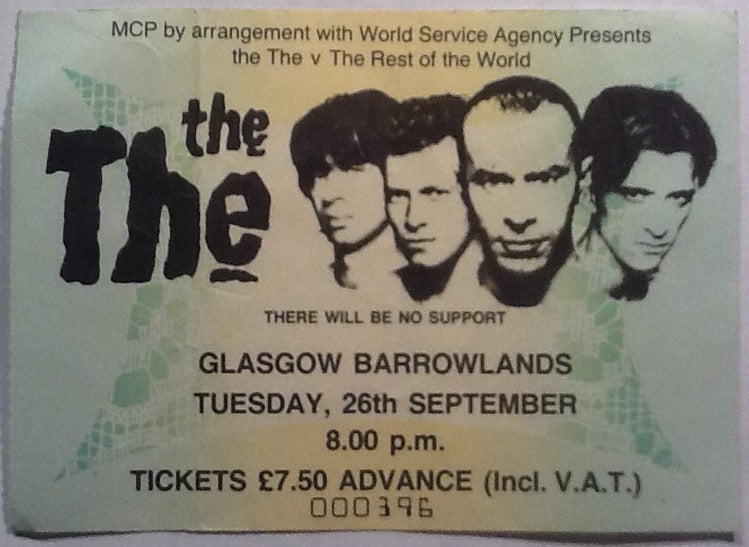 MCP by arrangement with World Service Agency Presents
the The v The Rest of the World
the
The
THERE WILL BE NO SUPPORT
GLASGOW BARROWLANDS
TUESDAY, 26th SEPTEMBER
8.00 p.m.
TICKETS £7.50 ADVANCE (Incl. V.A.T.)
000396